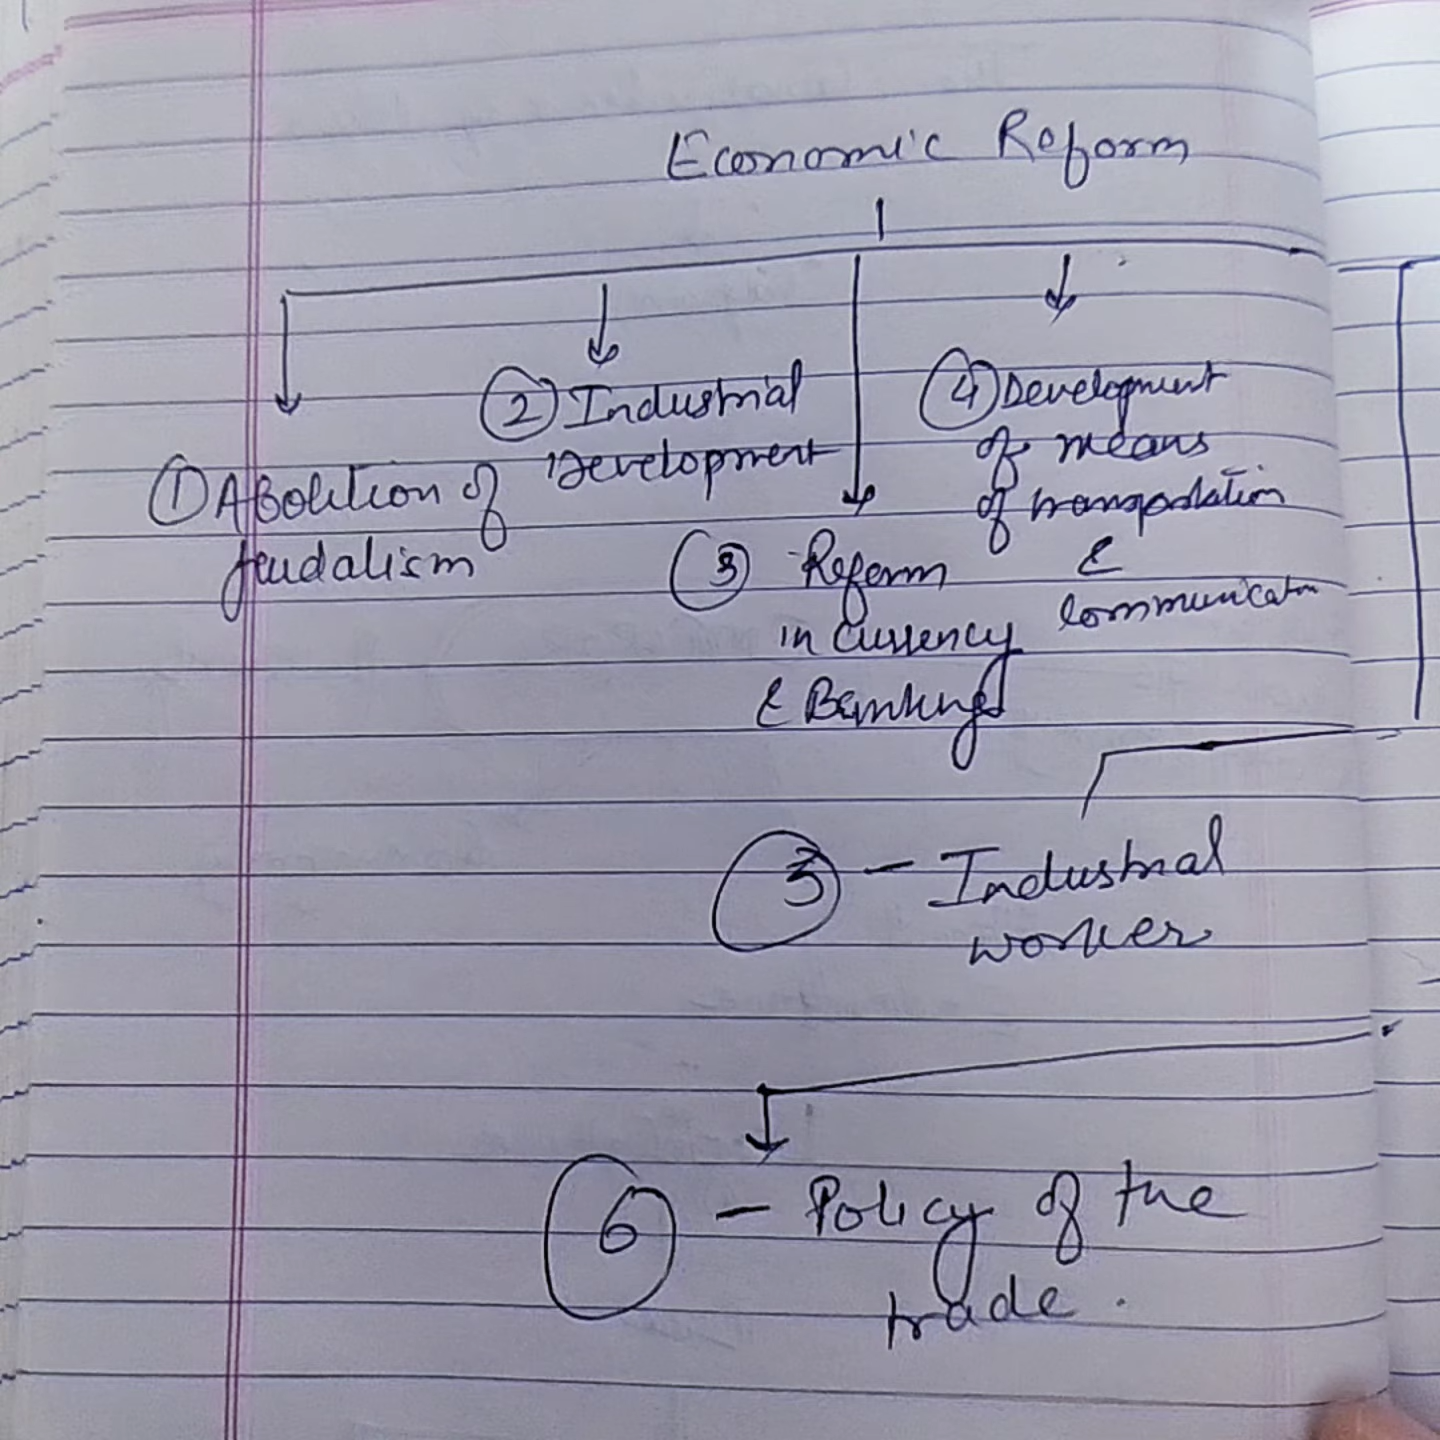 Economic Reform
① Abolition of
feudalism
② Industrial
Development
③ Reform
in currency
& Banking
④ Development
of means
of transportation
&
communication
5 - Industrial
worker
6 - Policy of the
trade.